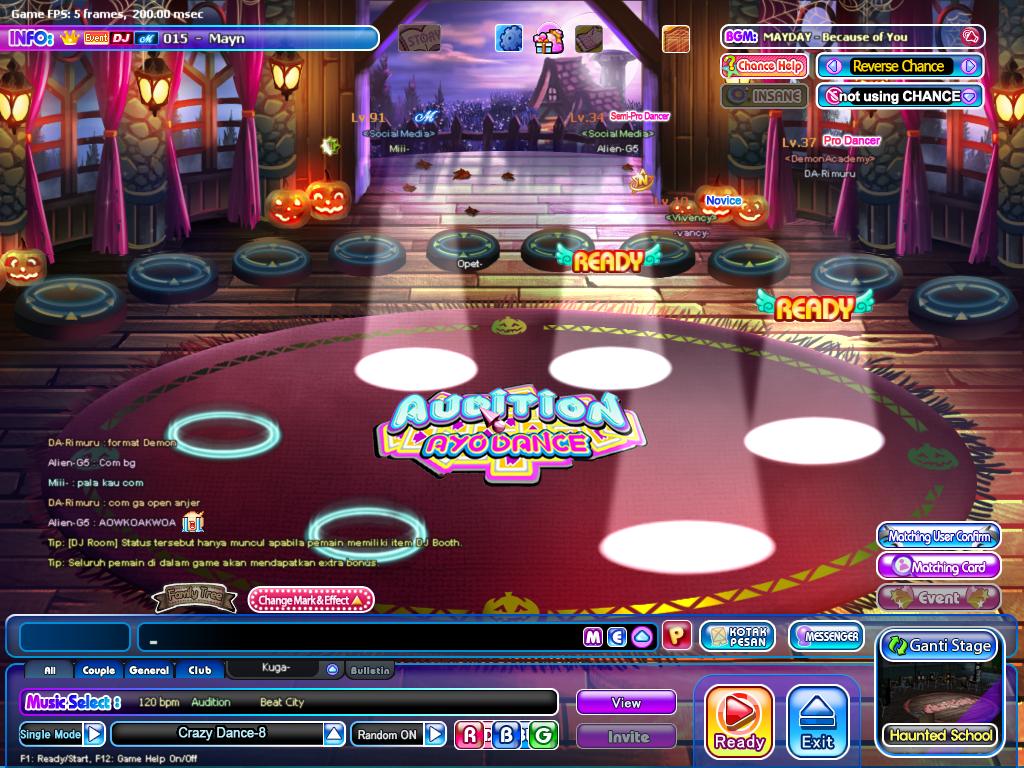 Game FPS: 5 frames, 200.00 msec
INFO: Event DJ M 015 - Mayn
STORY
BGM: MAYDAY - Because of You
Chance Help
Reverse Chance
INSANE
not using CHANCE
Lv.91 M
<Social Media>
Miii-
Lv.34 Semi-Pro Dancer
<Social Media>
Alien-G5
Lv.37 Pro Dancer
<DemonAcademy>
DA-Rimuru
Novice
<Vivency>
-vancy-
Opet-
READY
READY
AUDITION
AYODANCE
DA-Rimuru : format Demon
Alien-G5 : Com bg
Miii- : pala kau com
DA-Rimuru : com ga open anjer
Alien-G5 : AOWKOAKWOA
Tip: [DJ Room] Status tersebut hanya muncul apabila pemain memiliki item DJ Booth.
Tip: Seluruh pemain di dalam game akan mendapatkan extra bonus.
Matching User Confirm
Matching Card
Event
Family Tree
Change Mark & Effect
M E P
KOTAK PESAN
MESSENGER
Ganti Stage
All Couple General Club Kuga- Bulletin
Music Select : 120 bpm Audition Beat City
View
Single Mode Crazy Dance-8 Random ON R B G
Invite
Ready
Exit
Haunted School
F1: Ready/Start, F12: Game Help On/Off